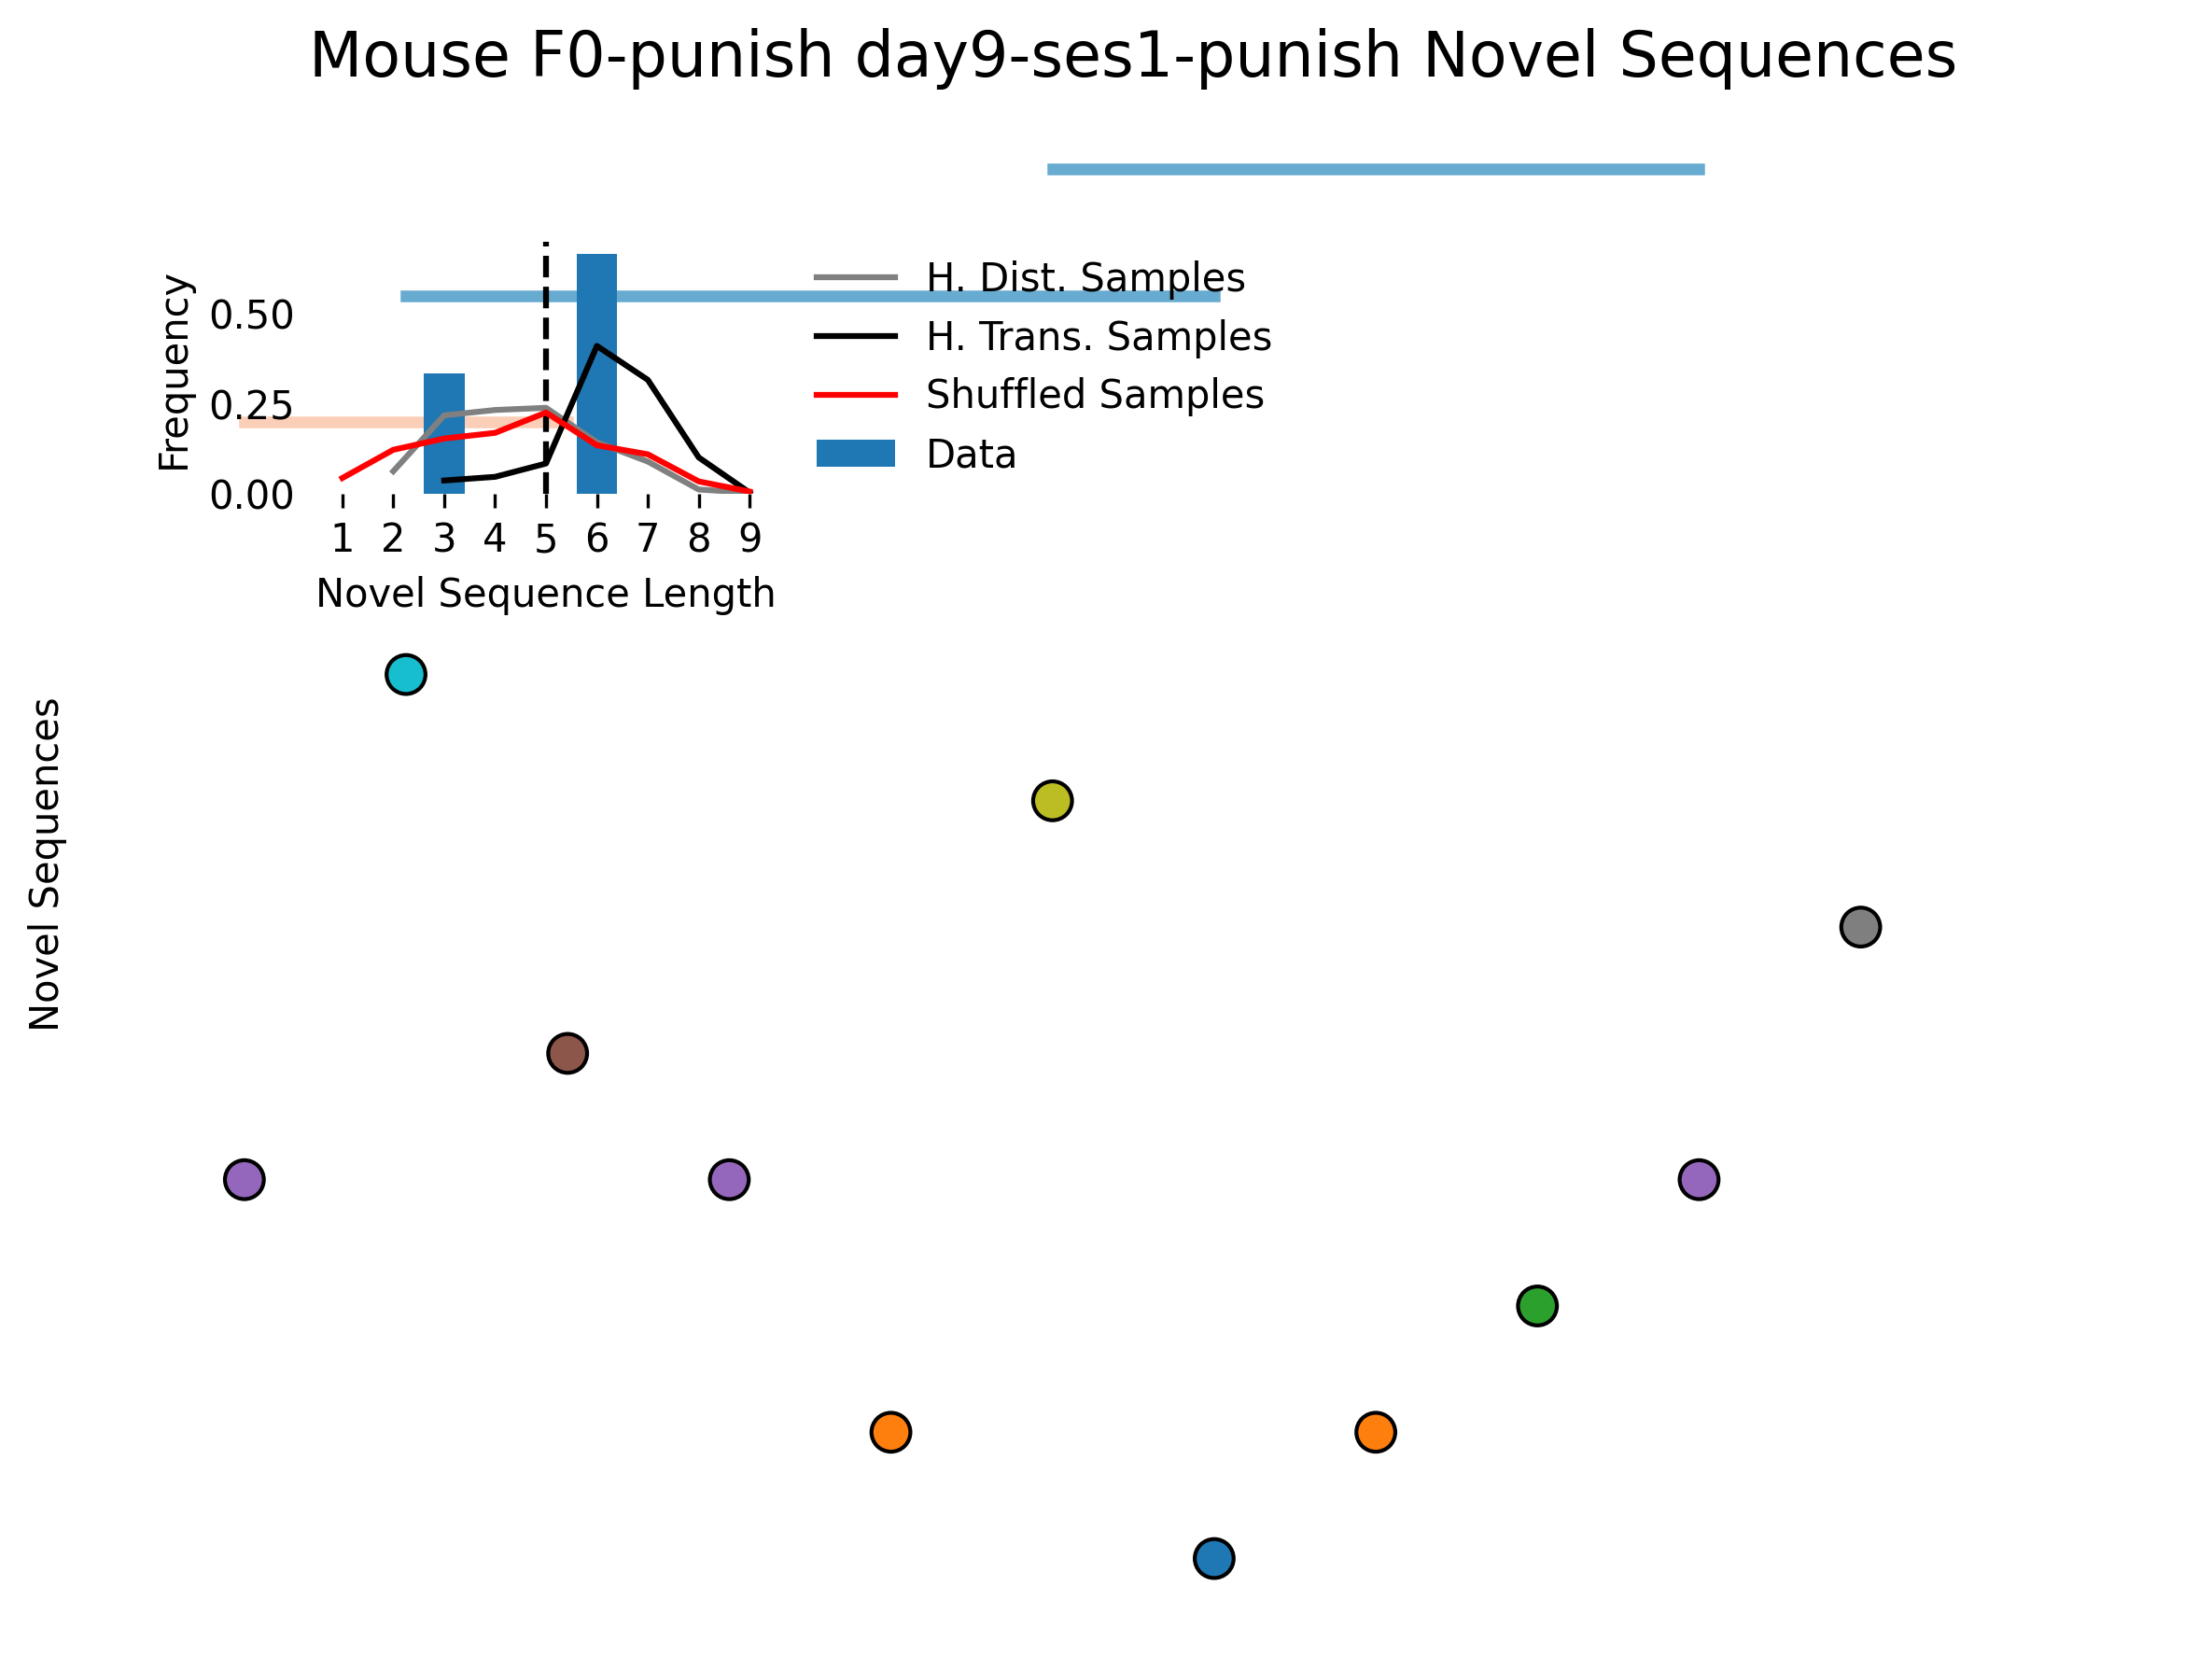 Mouse F0-punish day9-ses1-punish Novel Sequences
Frequency
0.50
0.25
0.00
1 2 3 4 5 6 7 8 9
Novel Sequence Length
H. Dist. Samples
H. Trans. Samples
Shuffled Samples
Data
Novel Sequences